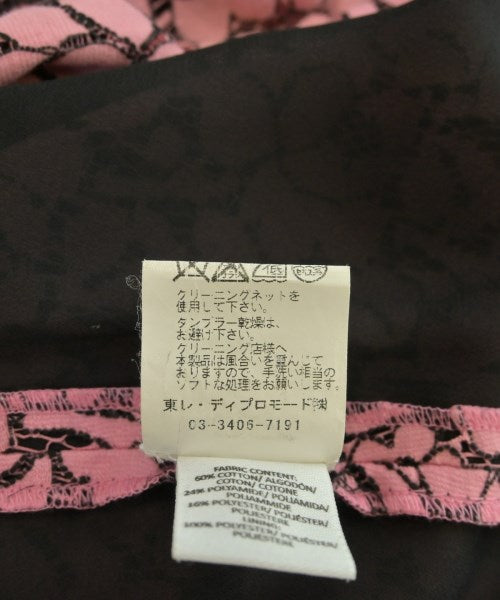 クリーニングネットを
使用して下さい。
タンブラー乾燥は、
お避け下さい。
クリーニング店様へ
本製品は風合いを重んじて
おりますので、手洗い相当の
ソフトな処理をお願いします。
東レ・ディプロモード㈱
03-3406-7191
FABRIC CONTENT:
60% COTTON/ ALGODÓN/
COTON/ COTONE
24% POLYAMIDE/ POLIAMIDA/
POLIAMMIDE
16% POLYESTER/ POLIÉSTER/
LINING:
100% POLYESTER/ POLIÉSTER/